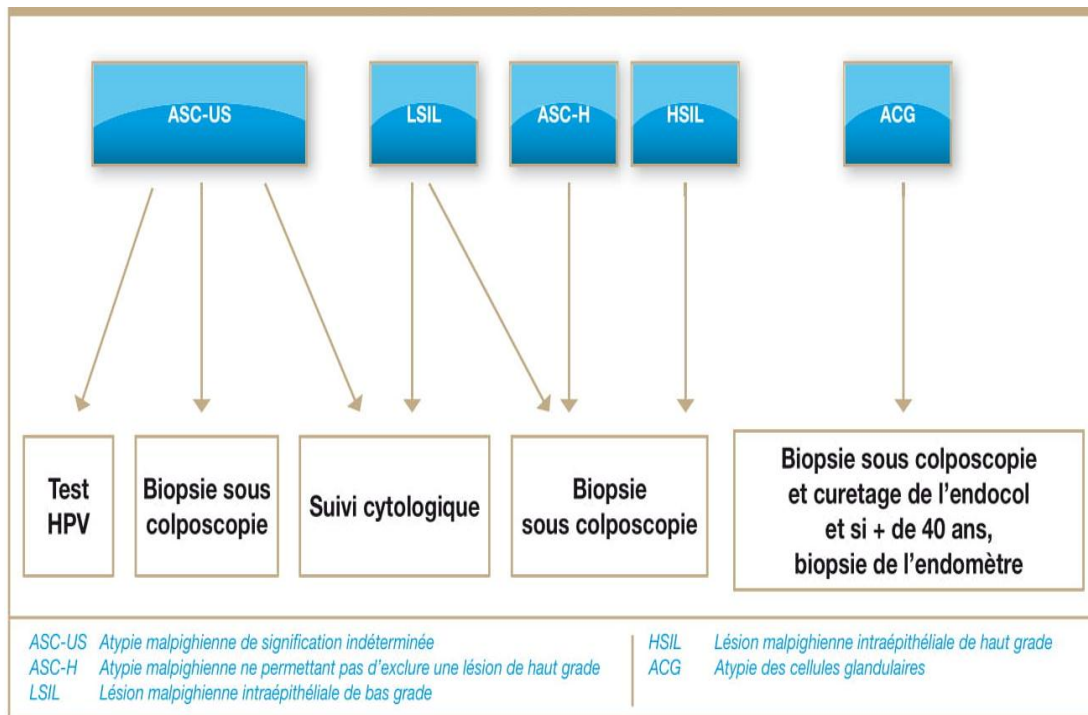 ASC-US
LSIL
ASC-H
HSIL
ACG
Test
HPV
Biopsie sous
colposcopie
Suivi cytologique
Biopsie
sous colposcopie
Biopsie sous colposcopie
et curetage de l'endocol
et si + de 40 ans,
biopsie de l'endomètre
ASC-US Atypie malpighienne de signification indéterminée
ASC-H Atypie malpighienne ne permettant pas d'exclure une lésion de haut grade
LSIL Lésion malpighienne intraépithéliale de bas grade
HSIL Lésion malpighienne intraépithéliale de haut grade
ACG Atypie des cellules glandulaires